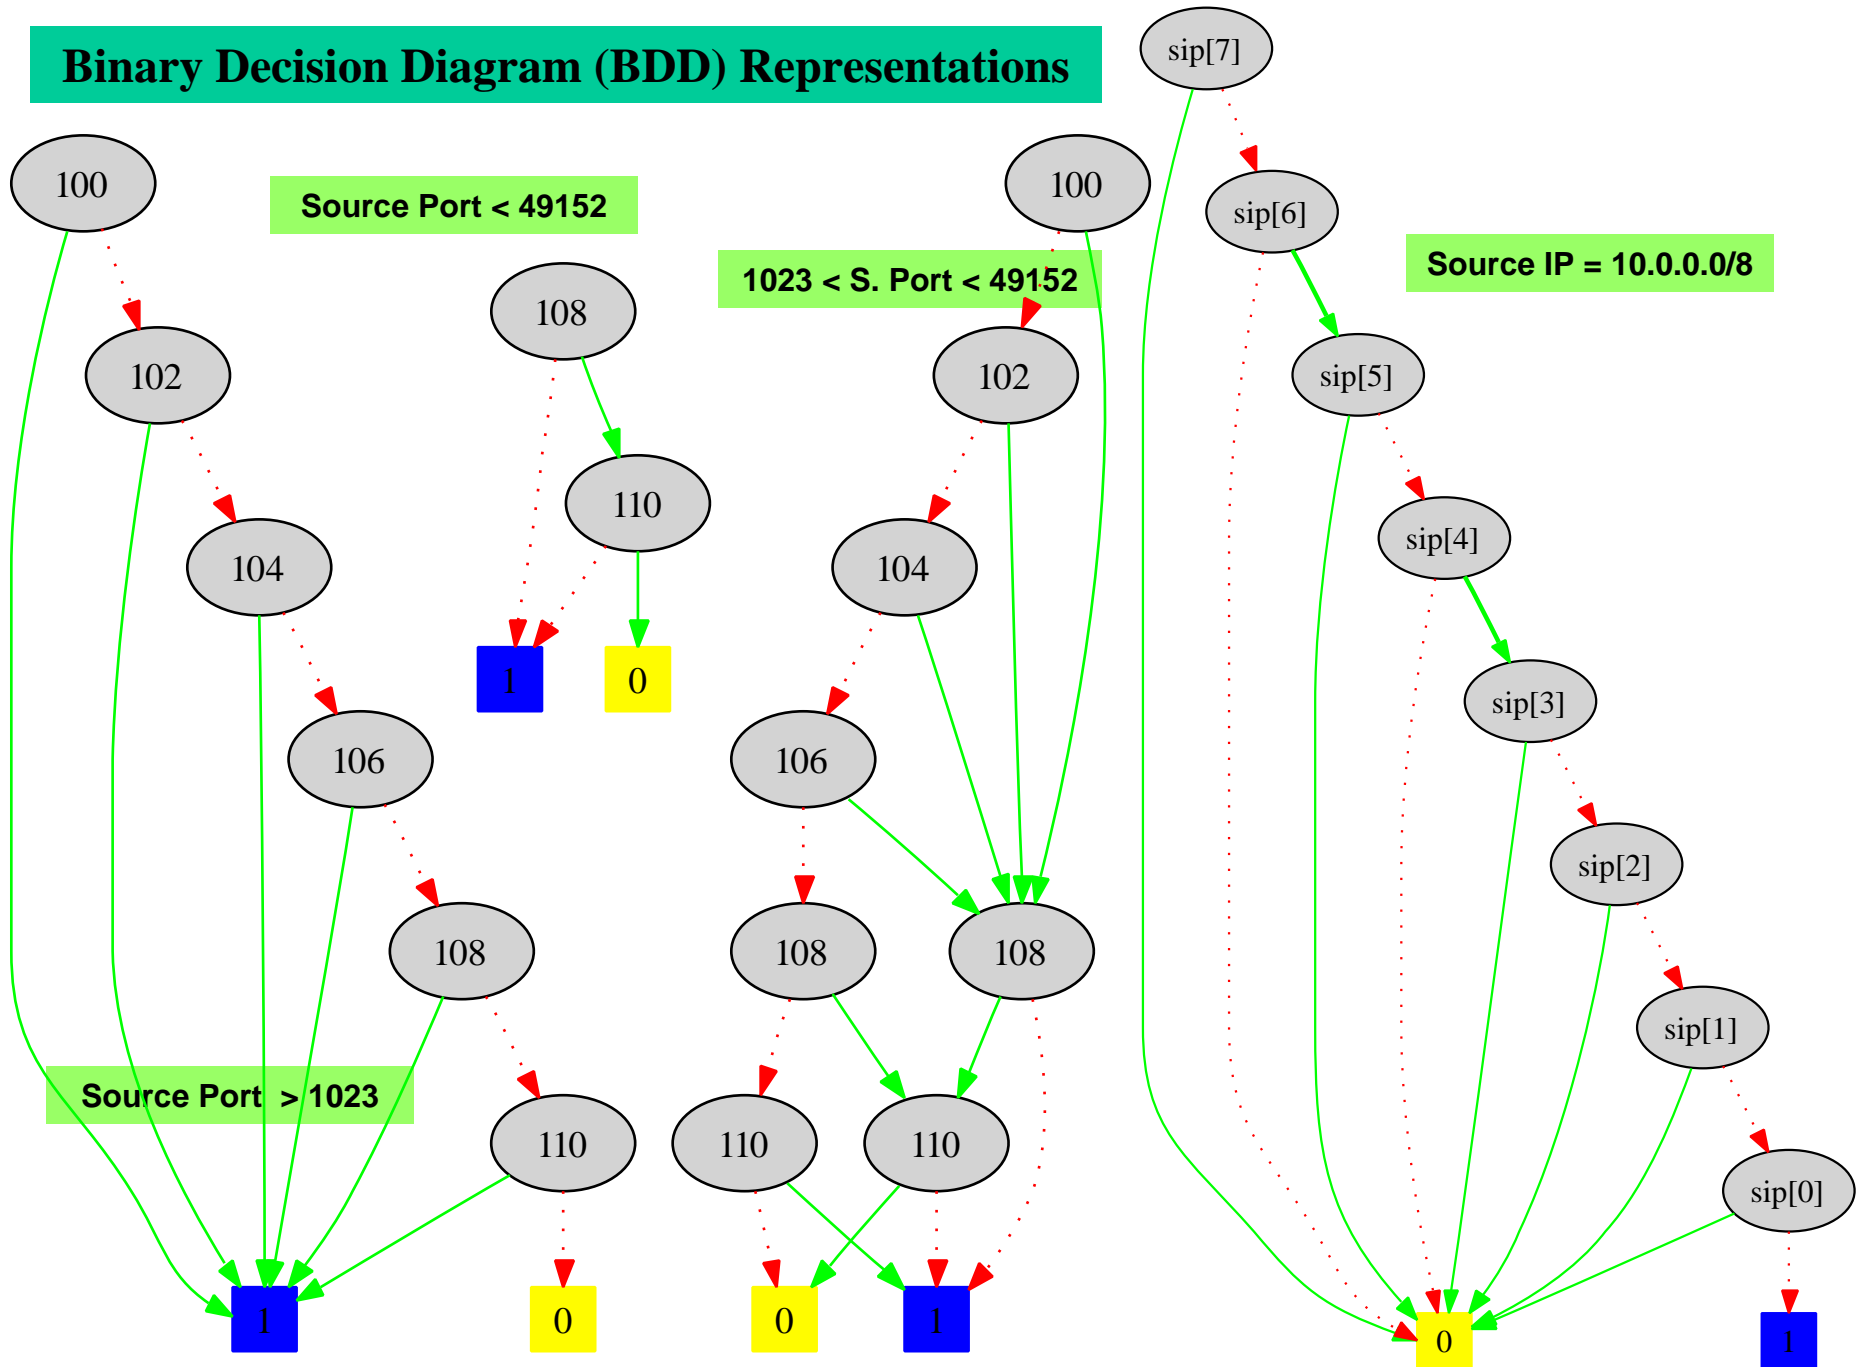 Binary Decision Diagram (BDD) Representations
Source Port < 49152
1023 < S. Port < 49152
Source IP = 10.0.0.0/8
Source Port > 1023
100
102
104
106
108
110
1
0
108
110
1
0
100
102
104
106
108
108
110
110
0
1
sip[7]
sip[6]
sip[5]
sip[4]
sip[3]
sip[2]
sip[1]
sip[0]
0
1